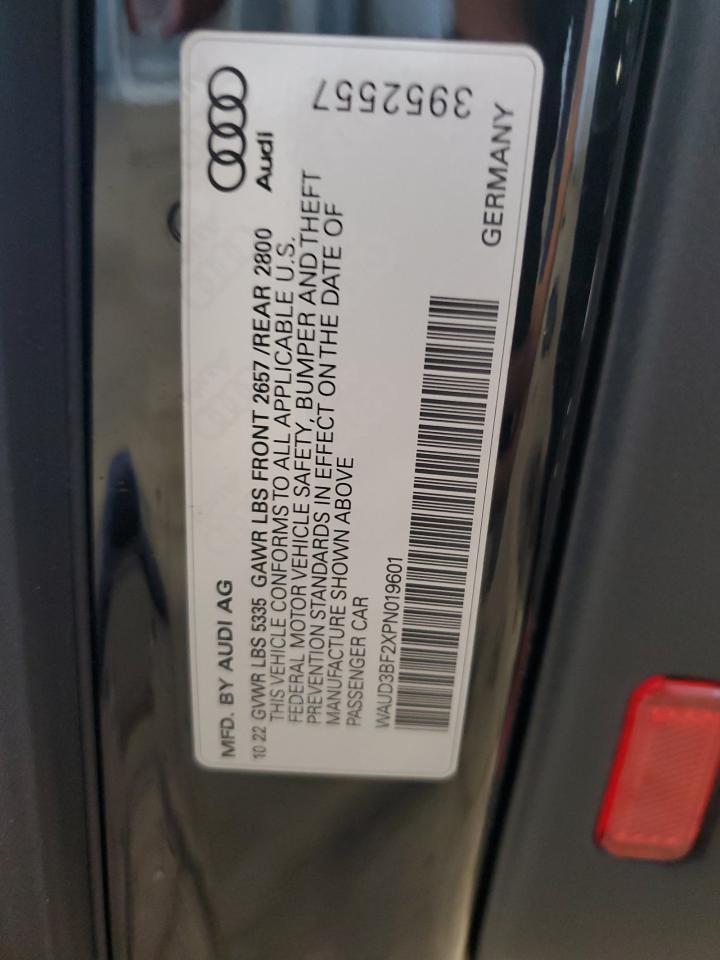 MFD. BY AUDI AG
10 22 GVWR LBS 5335 GAWR LBS FRONT 2657 /REAR 2800
THIS VEHICLE CONFORMS TO ALL APPLICABLE U.S.
FEDERAL MOTOR VEHICLE SAFETY, BUMPER AND THEFT
PREVENTION STANDARDS IN EFFECT ON THE DATE OF
MANUFACTURE SHOWN ABOVE
PASSENGER CAR
WAUD3BF2XPN019601
Audi
3952557
GERMANY